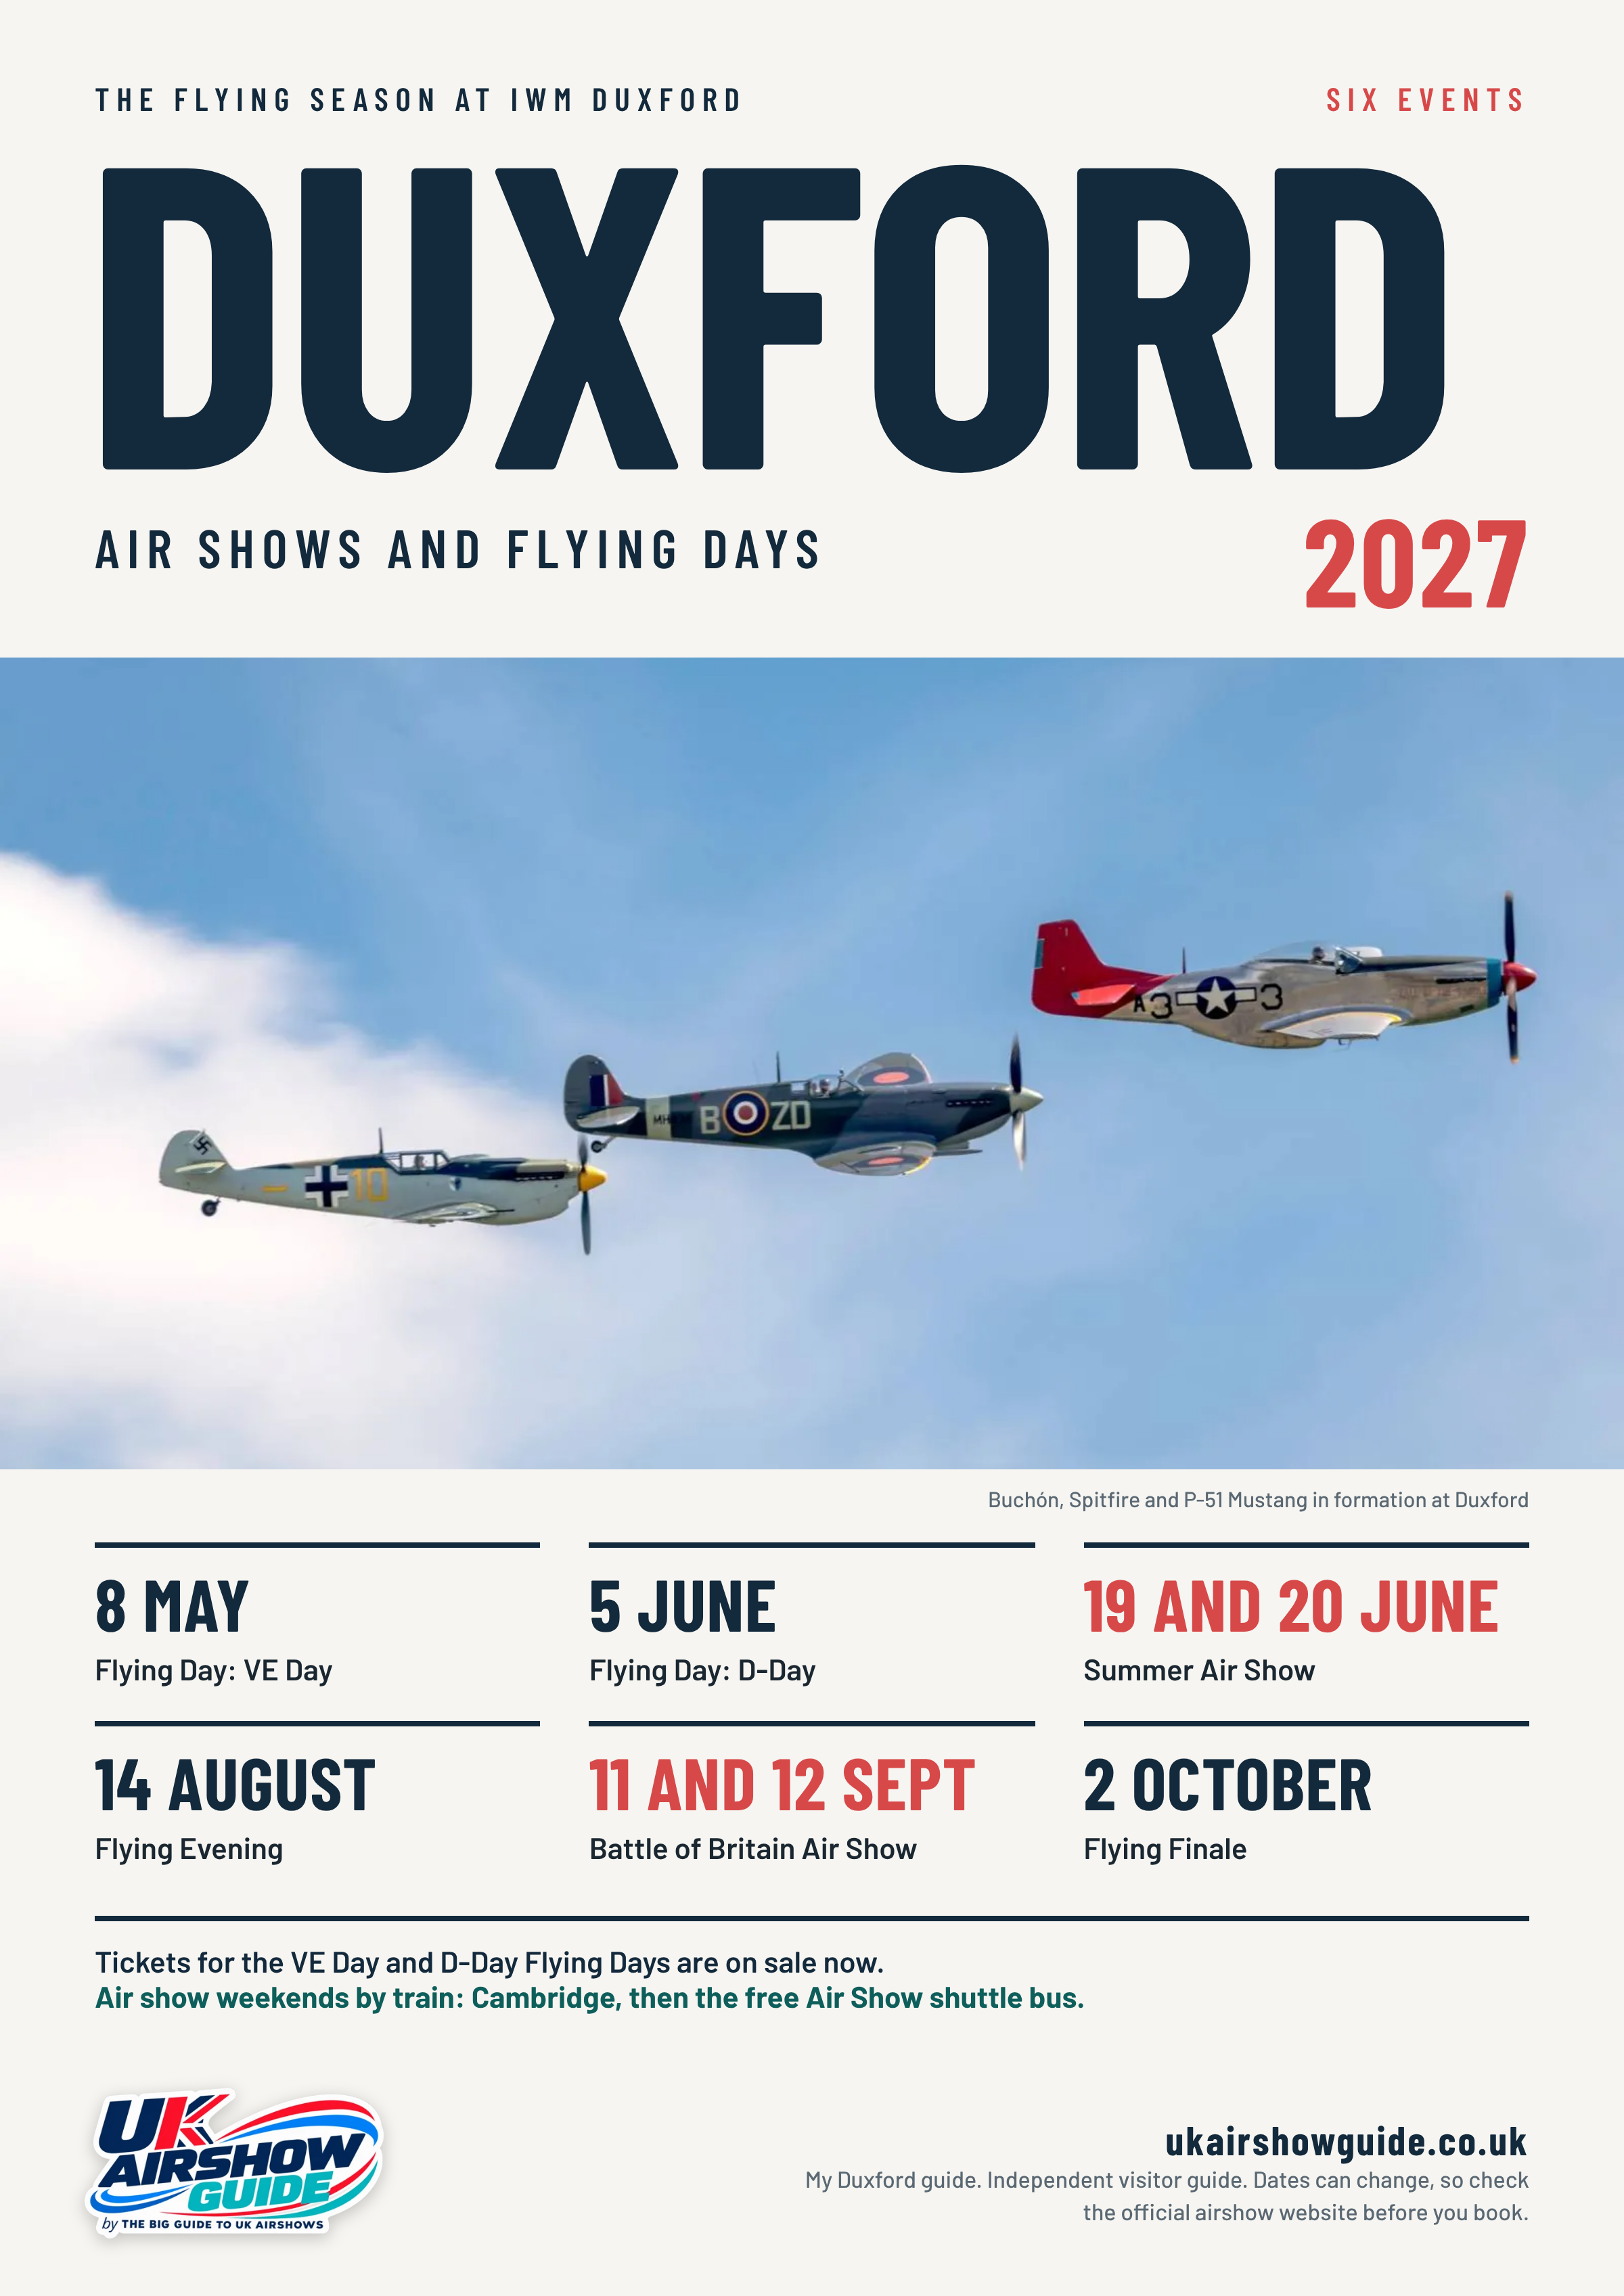 THE FLYING SEASON AT IWM DUXFORD
SIX EVENTS
DUXFORD
AIR SHOWS AND FLYING DAYS
2027
A3 3
B ZD
10
Buchón, Spitfire and P-51 Mustang in formation at Duxford
8 MAY
Flying Day: VE Day
5 JUNE
Flying Day: D-Day
19 AND 20 JUNE
Summer Air Show
14 AUGUST
Flying Evening
11 AND 12 SEPT
Battle of Britain Air Show
2 OCTOBER
Flying Finale
Tickets for the VE Day and D-Day Flying Days are on sale now.
Air show weekends by train: Cambridge, then the free Air Show shuttle bus.
UK
AIRSHOW
GUIDE
by THE BIG GUIDE TO UK AIRSHOWS
ukairshowguide.co.uk
My Duxford guide. Independent visitor guide. Dates can change, so check
the official airshow website before you book.